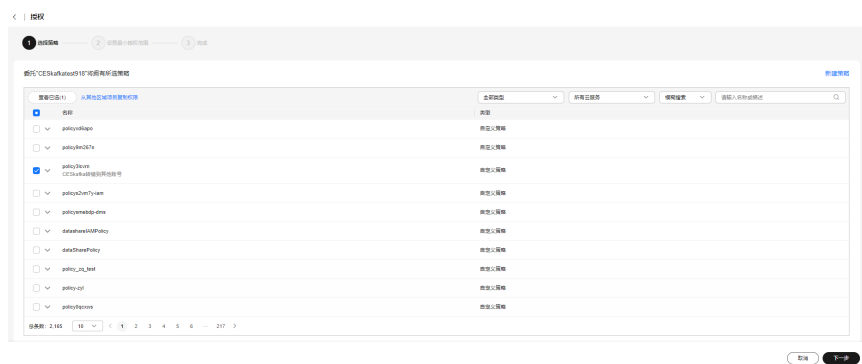 < | 授权
1 选择策略 2 设置最小授权范围 3 完成
委托"CESkafkatest918"将拥有所选策略 新建策略
查看已选(1) 从其他区域项目复制权限 全部类型 所有云服务 模糊搜索 请输入名称或描述
名称 类型
policyxd6apo 自定义策略
policy9m267n 自定义策略
policy3lcvm 自定义策略
CESkafka转储到其他账号
policys2vm7y-iam 自定义策略
policysmebdp-dms 自定义策略
datashareIAMPolicy 自定义策略
dataSharePolicy 自定义策略
policy_zq_test 自定义策略
policy-zyl 自定义策略
自定义策略
总条数: 2,165 10 < 1 2 3 4 5 6 ... 217 >
取消 下一步